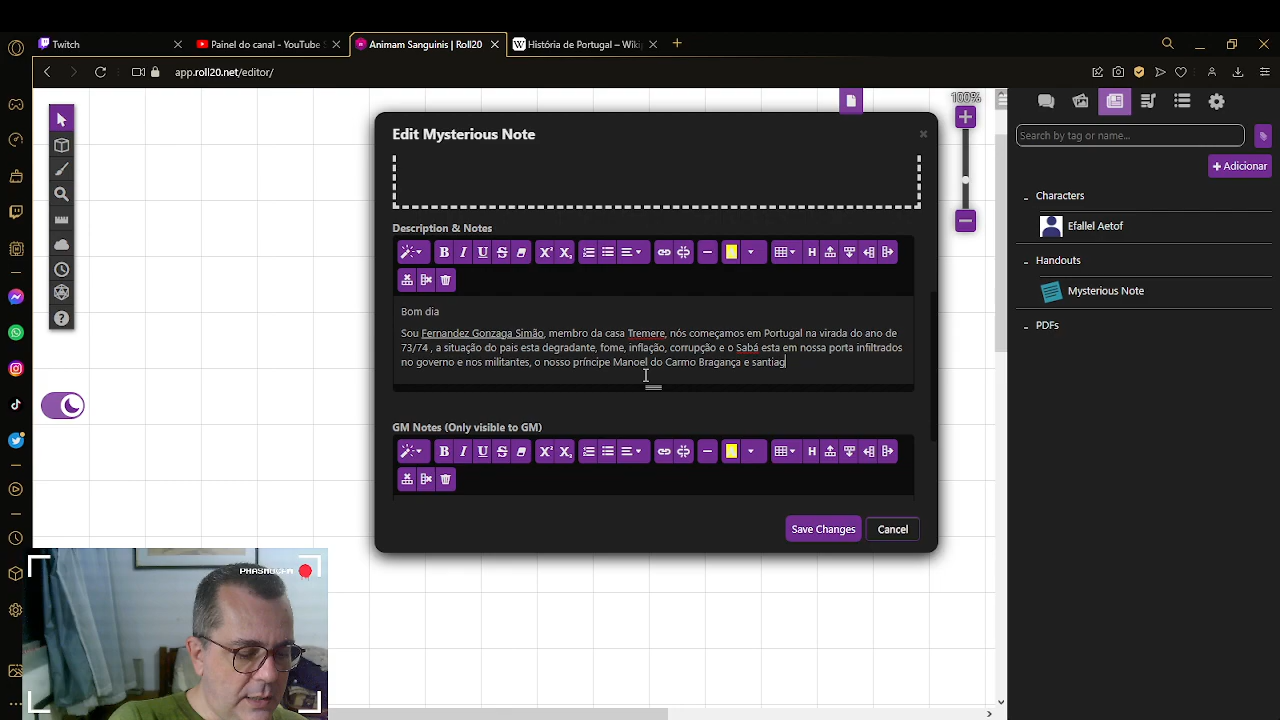 Twitch
Painel do canal - YouTube S
Animam Sanguinis | Roll20
História de Portugal – Wiki
app.roll20.net/editor/
100%
Edit Mysterious Note
Search by tag or name...
Adicionar
Characters
Efallel Aetof
Handouts
Mysterious Note
PDFs
Description & Notes
Bom dia
Sou Fernandez Gonzaga Simão, membro da casa Tremere, nós começamos em Portugal na virada do ano de
73/74 , a situação do pais esta degradante, fome, inflação, corrupção e o Sabá esta em nossa porta infiltrados
no governo e nos militantes, o nosso príncipe Manoel do Carmo Bragança e santiag
GM Notes (Only visible to GM)
Save Changes
Cancel
PHASMOCAM